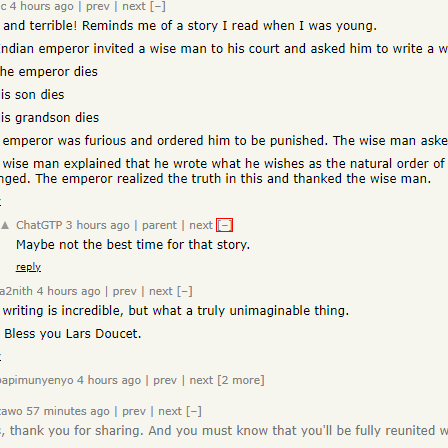 c 4 hours ago | prev | next [–]
and terrible! Reminds me of a story I read when I was young.
Indian emperor invited a wise man to his court and asked him to write a w
he emperor dies
is son dies
is grandson dies
emperor was furious and ordered him to be punished. The wise man aske
wise man explained that he wrote what he wishes as the natural order of
nged. The emperor realized the truth in this and thanked the wise man.
ChatGTP 3 hours ago | parent | next [–]
Maybe not the best time for that story.
reply
a2nith 4 hours ago | prev | next [–]
writing is incredible, but what a truly unimaginable thing.
Bless you Lars Doucet.
papimunyenyo 4 hours ago | prev | next [2 more]
awo 57 minutes ago | prev | next [–]
, thank you for sharing. And you must know that you'll be fully reunited w